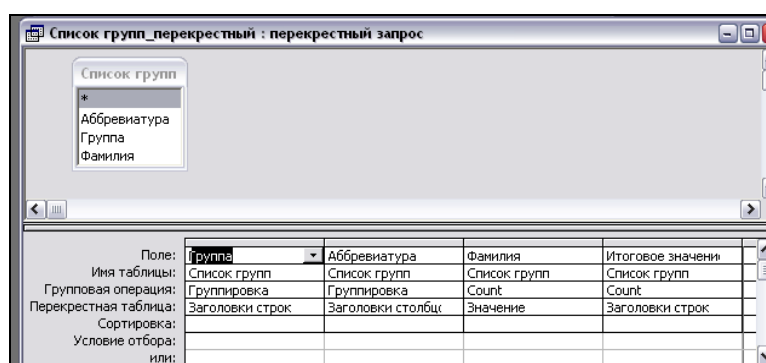 Список групп_перекрестный : перекрестный запрос
Список групп
*
Аббревиатура
Группа
Фамилия
Поле: Группа Аббревиатура Фамилия Итоговое значени
Имя таблицы: Список групп Список групп Список групп Список групп
Групповая операция: Группировка Группировка Count Count
Перекрестная таблица: Заголовки строк Заголовки столбц Значение Заголовки строк
Сортировка:
Условие отбора:
или: